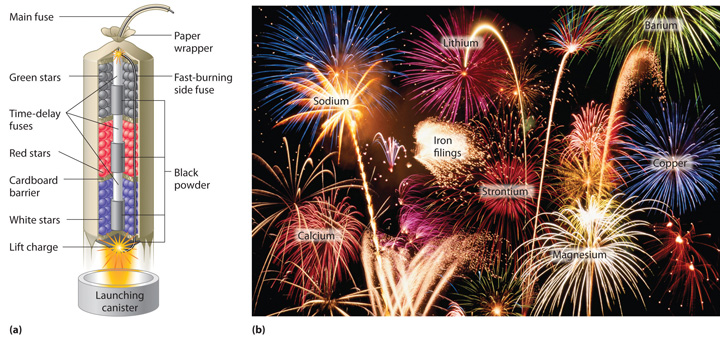 Main fuse
Paper
wrapper
Green stars
Fast-burning
side fuse
Time-delay
fuses
Red stars
Cardboard
barrier
Black
powder
White stars
Lift charge
Launching
canister
(a)
Barium
Lithium
Sodium
Iron
filings
Copper
Strontium
Calcium
Magnesium
(b)